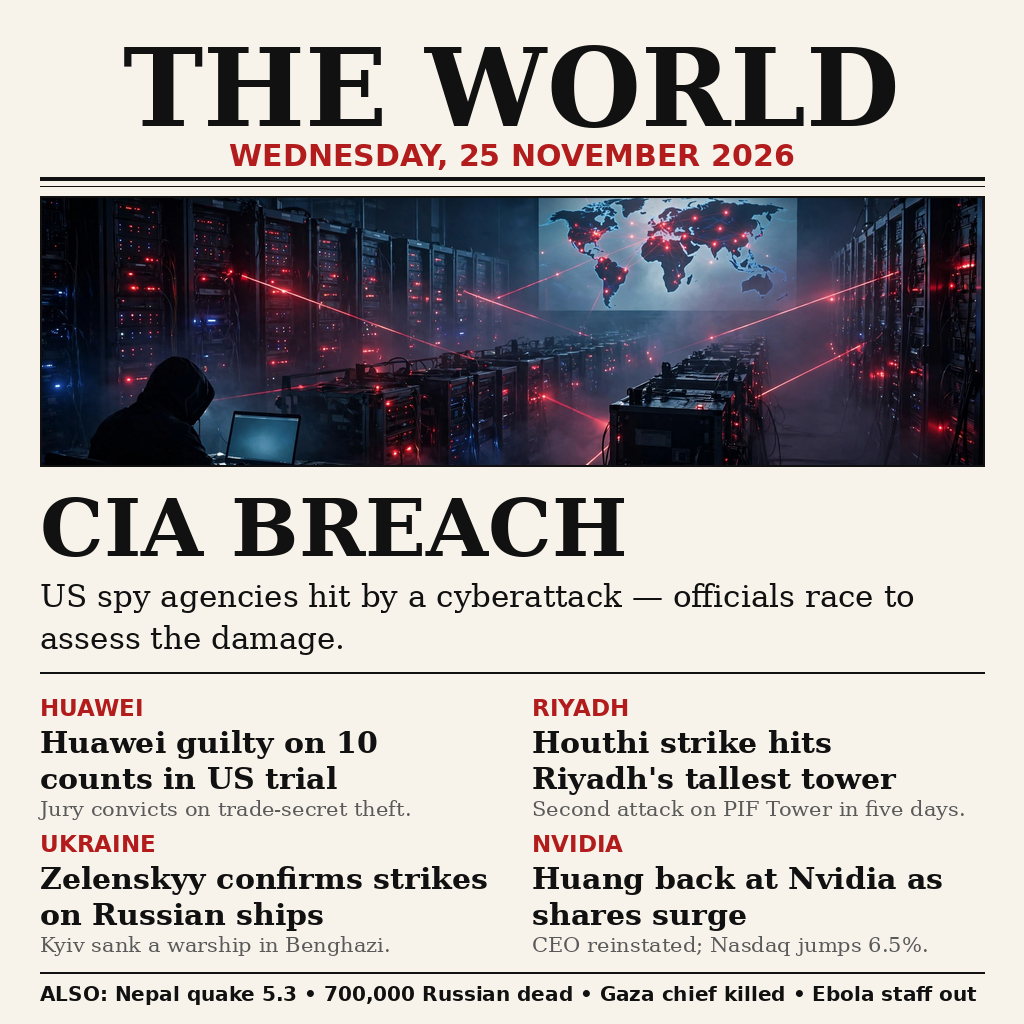 THE WORLD
WEDNESDAY, 25 NOVEMBER 2026
CIA BREACH
US spy agencies hit by a cyberattack — officials race to
assess the damage.
HUAWEI
Huawei guilty on 10
counts in US trial
Jury convicts on trade-secret theft.
RIYADH
Houthi strike hits
Riyadh's tallest tower
Second attack on PIF Tower in five days.
UKRAINE
Zelenskyy confirms strikes
on Russian ships
Kyiv sank a warship in Benghazi.
NVIDIA
Huang back at Nvidia as
shares surge
CEO reinstated; Nasdaq jumps 6.5%.
ALSO: Nepal quake 5.3 • 700,000 Russian dead • Gaza chief killed • Ebola staff out